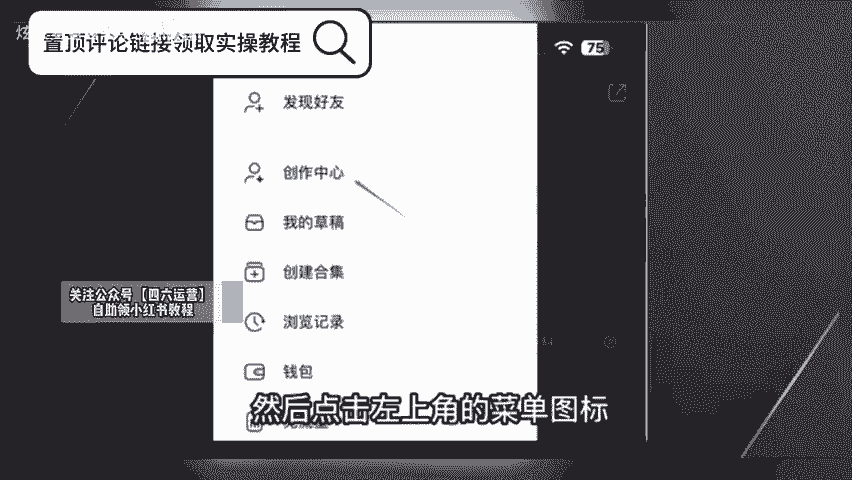 置顶评论链接领取实操教程
75
发现好友
创作中心
我的草稿
创建合集
浏览记录
关注公众号【四六运营】
自助领小红书教程
钱包
然后点击左上角的菜单图标